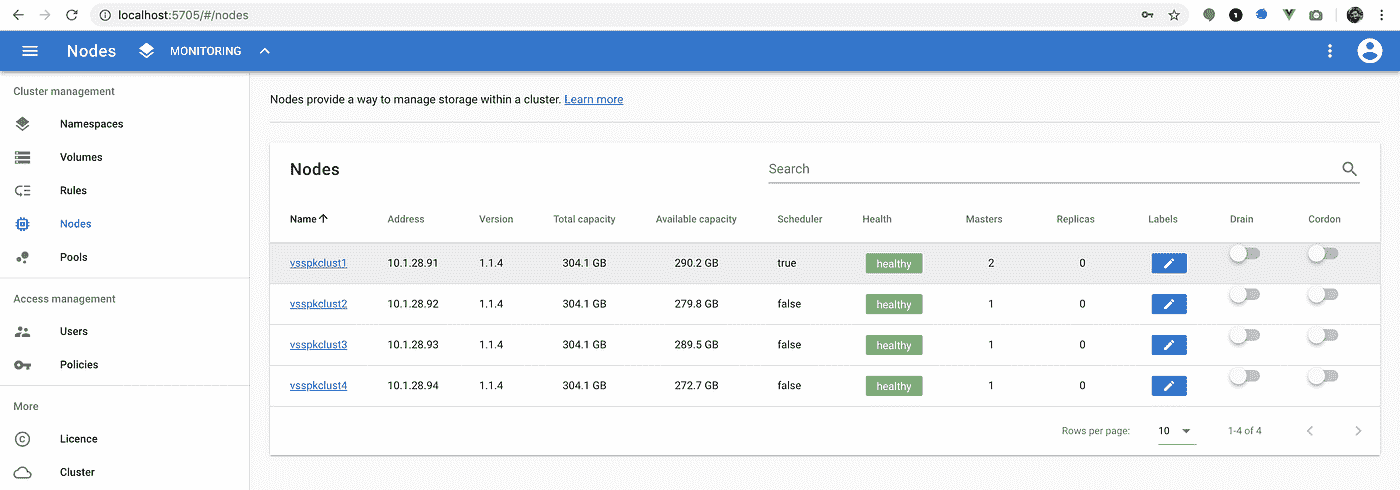 localhost:5705/#/nodes
Nodes MONITORING
Cluster management
Namespaces
Volumes
Rules
Nodes
Pools
Access management
Users
Policies
More
Licence
Cluster
Nodes provide a way to manage storage within a cluster. Learn more
Nodes
Search
Name Address Version Total capacity Available capacity Scheduler Health Masters Replicas Labels Drain Cordon
vsspkclust1 10.1.28.91 1.1.4 304.1 GB 290.2 GB true healthy 2 0
vsspkclust2 10.1.28.92 1.1.4 304.1 GB 279.8 GB false healthy 1 0
vsspkclust3 10.1.28.93 1.1.4 304.1 GB 289.5 GB false healthy 1 0
vsspkclust4 10.1.28.94 1.1.4 304.1 GB 272.7 GB false healthy 1 0
Rows per page: 10 1-4 of 4